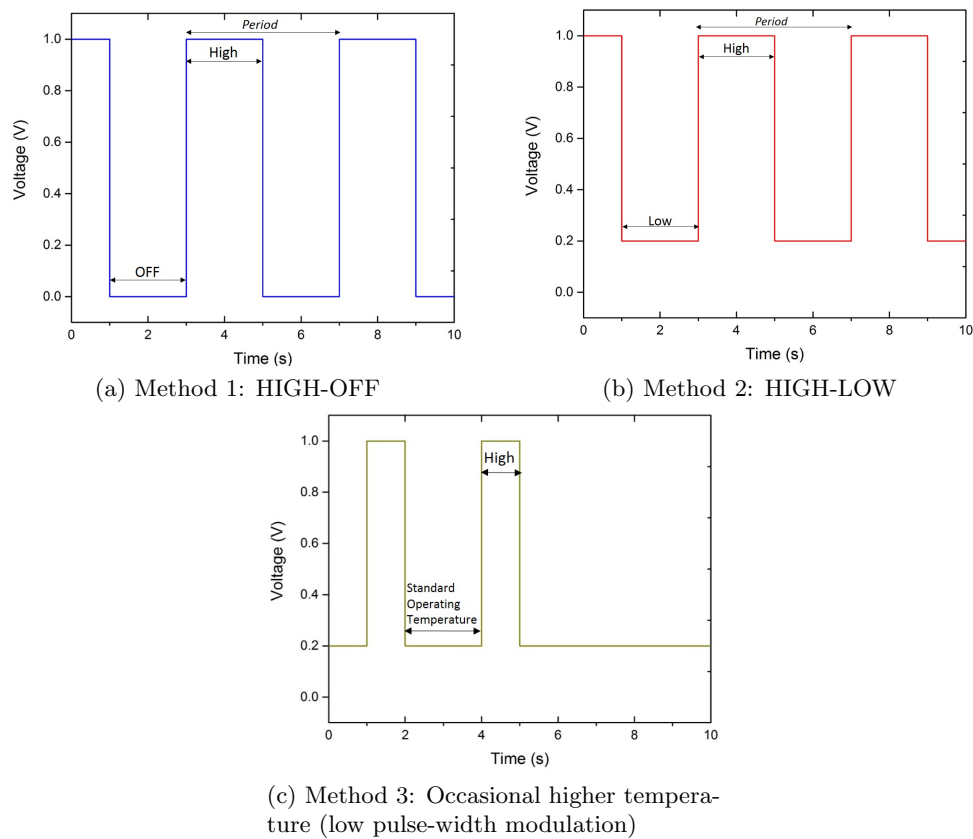 Period
High
OFF
1.0
0.8
0.6
0.4
0.2
0.0
Voltage (V)
0 2 4 6 8 10
Time (s)
(a) Method 1: HIGH-OFF
Period
High
Low
1.0
0.8
0.6
0.4
0.2
0.0
Voltage (V)
0 2 4 6 8 10
Time (s)
(b) Method 2: HIGH-LOW
High
Standard
Operating
Temperature
1.0
0.8
0.6
0.4
0.2
0.0
Voltage (V)
0 2 4 6 8 10
Time (s)
(c) Method 3: Occasional higher tempera-
ture (low pulse-width modulation)